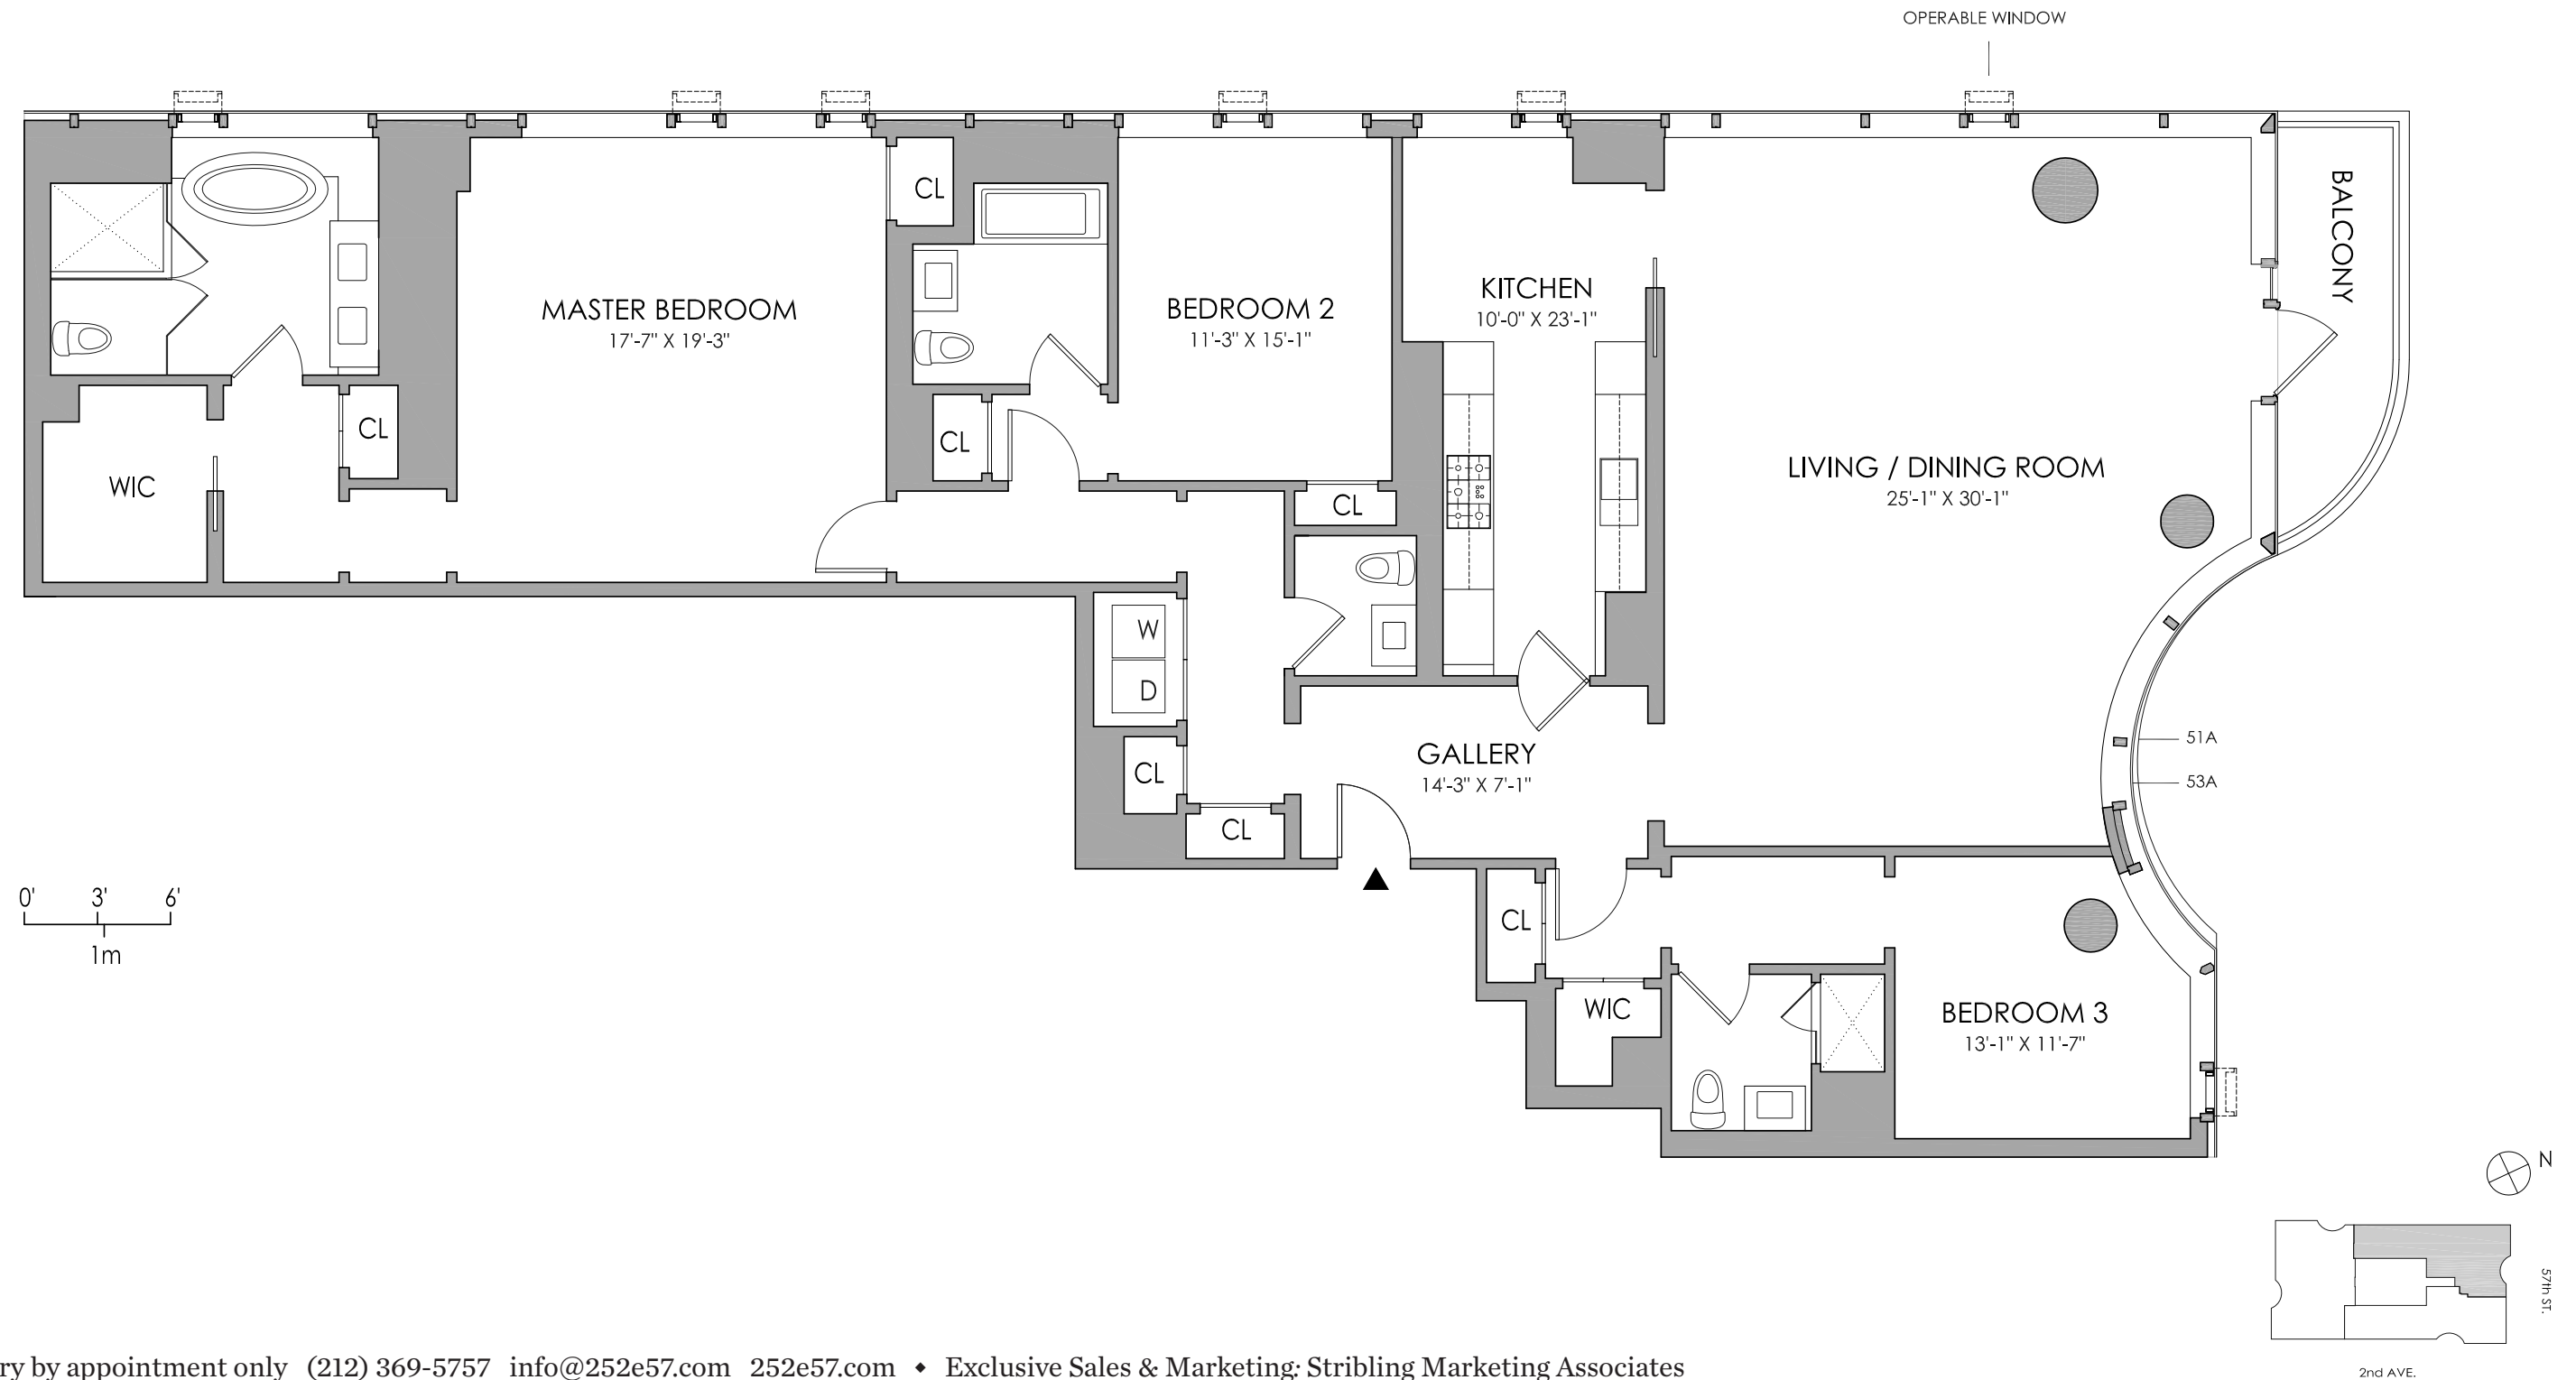 OPERABLE WINDOW
BALCONY
CL
MASTER BEDROOM
17'-7" X 19'-3"
BEDROOM 2
11'-3" X 15'-1"
KITCHEN
10'-0" X 23'-1"
LIVING / DINING ROOM
25'-1" X 30'-1"
CL
CL
WIC
CL
W
D
GALLERY
14'-3" X 7'-1"
51A
53A
CL
CL
0' 3' 6'
1m
CL
WIC
BEDROOM 3
13'-1" X 11'-7"
N
57th ST.
2nd AVE.
ry by appointment only (212) 369-5757 info@252e57.com 252e57.com ◆ Exclusive Sales & Marketing: Stribling Marketing Associates